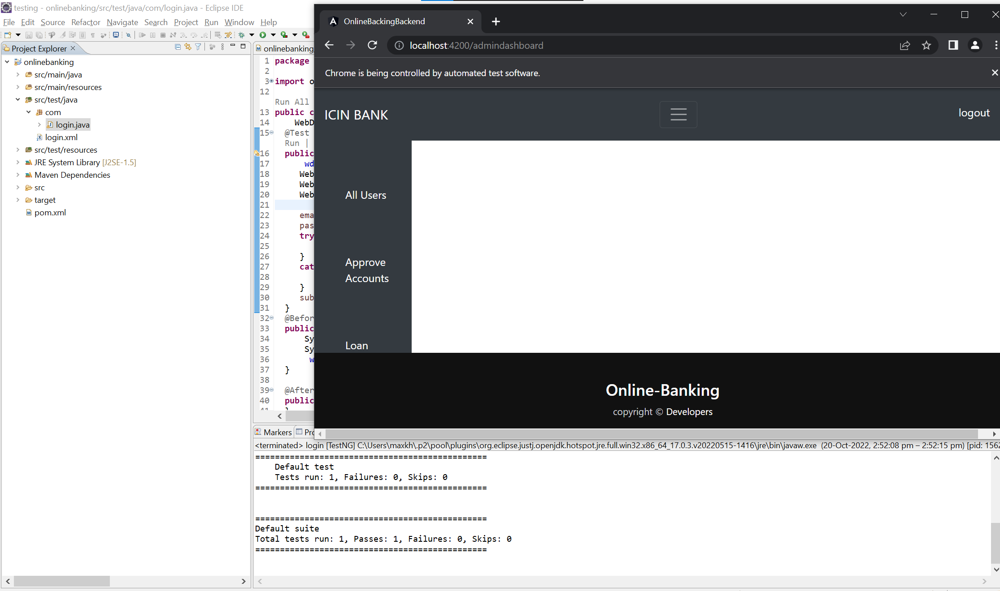 testing - onlinebanking/src/test/java/com/login.java - Eclipse IDE
File Edit Source Refactor Navigate Search Project Run Window Help
Project Explorer
onlinebanking
src/main/java
src/main/resources
src/test/java
com
login.java
login.xml
src/test/resources
JRE System Library [J2SE-1.5]
Maven Dependencies
src
target
pom.xml
onlinebanking
1 package
2
3 import o
12
Run All
13 public c
14 WebD
15 @Test
Run |
16 public
17 wd
18 Web
19 Web
20 Web
21
22 ema
23 pas
24 try
25
26 }
27 cat
28
29 }
30 sub
31 }
32 @Befor
33 public
34 Sy
35 Sy
36 w
37 }
38
39 @After
40 public
41 }
OnlineBackingBackend
localhost:4200/admindashboard
Chrome is being controlled by automated test software.
ICIN BANK
logout
All Users
Approve
Accounts
Loan
Online-Banking
copyright © Developers
Markers Pro
<terminated> login [TestNG] C:\Users\maxkh\.p2\pool\plugins\org.eclipse.justj.openjdk.hotspot.jre.full.win32.x86_64_17.0.3.v20220515-1416\jre\bin\javaw.exe (20-Oct-2022, 2:52:08 pm – 2:52:15 pm) [pid: 1562
===============================================
Default test
Tests run: 1, Failures: 0, Skips: 0
===============================================
===============================================
Default suite
Total tests run: 1, Passes: 1, Failures: 0, Skips: 0
===============================================